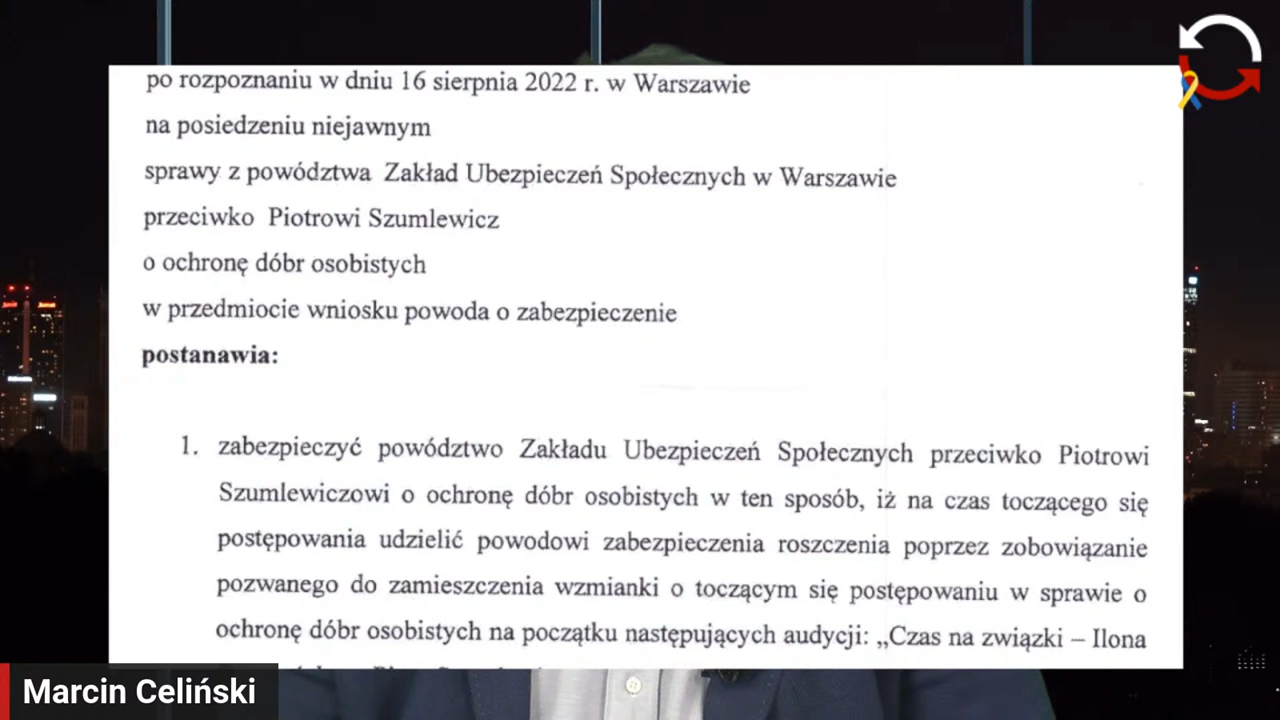 po rozpoznaniu w dniu 16 sierpnia 2022 r. w Warszawie
na posiedzeniu niejawnym
sprawy z powództwa Zakład Ubezpieczeń Społecznych w Warszawie
przeciwko Piotrowi Szumlewicz
o ochronę dóbr osobistych
w przedmiocie wniosku powoda o zabezpieczenie
postanawia:
1. zabezpieczyć powództwo Zakładu Ubezpieczeń Społecznych przeciwko Piotrowi
Szumlewiczowi o ochronę dóbr osobistych w ten sposób, iż na czas toczącego się
postępowania udzielić powodowi zabezpieczenia roszczenia poprzez zobowiązanie
pozwanego do zamieszczenia wzmianki o toczącym się postępowaniu w sprawie o
ochronę dóbr osobistych na początku następujących audycji: „Czas na związki – Ilona
Marcin Celiński